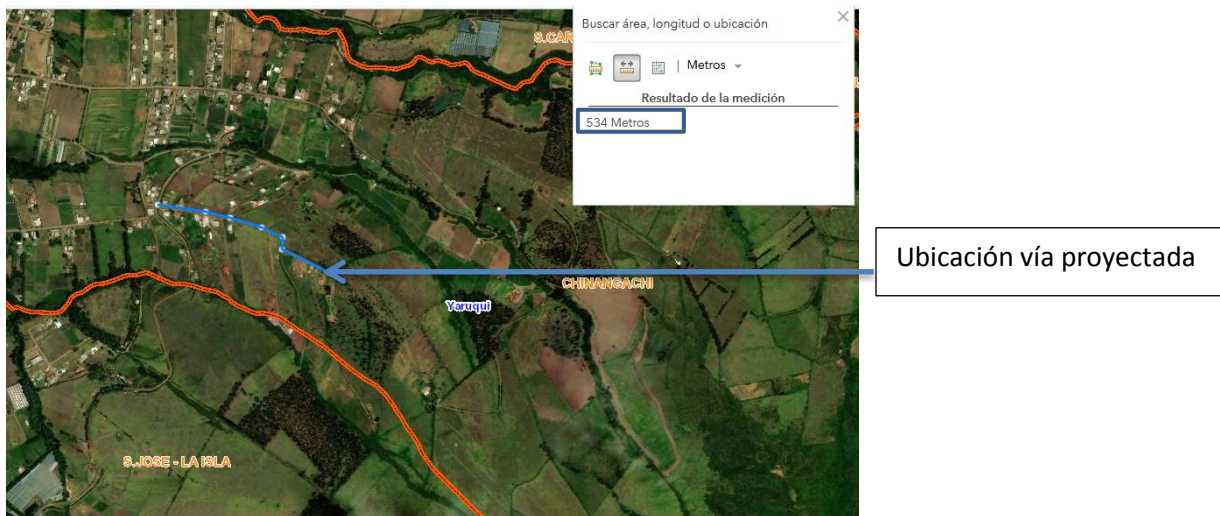 Buscar área, longitud o ubicación
S.CAR
| Metros
Resultado de la medición
534 Metros
Ubicación vía proyectada
CHINANGACHI
Yaruqui
S.JOSE - LA ISLA